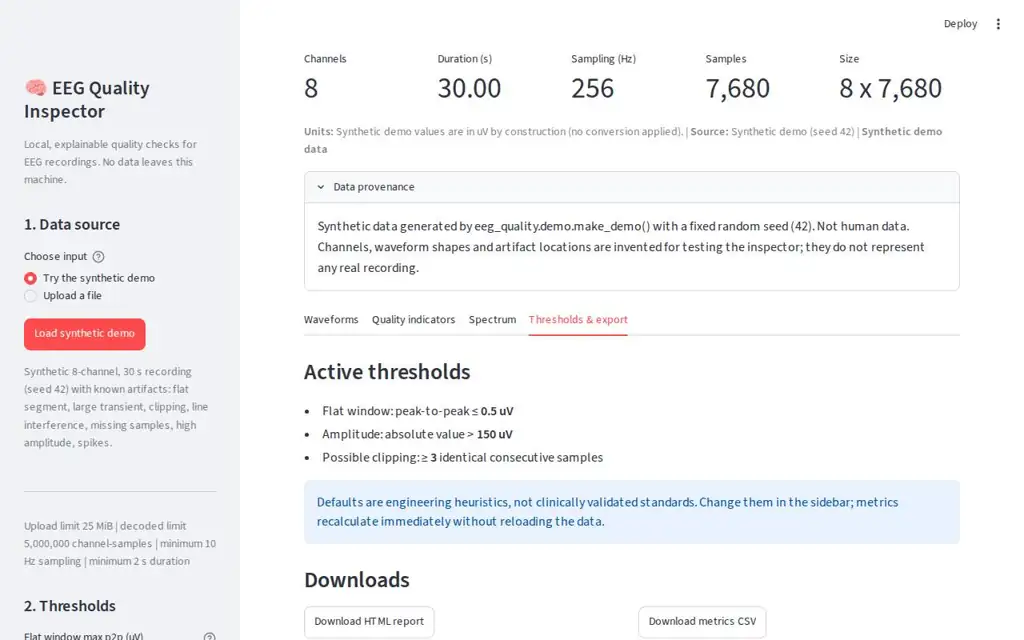 Deploy
🧠 EEG Quality
Inspector
Local, explainable quality checks for
EEG recordings. No data leaves this
machine.
1. Data source
Choose input
Try the synthetic demo
Upload a file
Load synthetic demo
Synthetic 8-channel, 30 s recording
(seed 42) with known artifacts: flat
segment, large transient, clipping, line
interference, missing samples, high
amplitude, spikes.
Upload limit 25 MiB | decoded limit
5,000,000 channel-samples | minimum 10
Hz sampling | minimum 2 s duration
2. Thresholds
Flat window max p2p (uV)
Channels
8
Duration (s)
30.00
Sampling (Hz)
256
Samples
7,680
Size
8 x 7,680
Units: Synthetic demo values are in uV by construction (no conversion applied). | Source: Synthetic demo (seed 42) | Synthetic demo
data
Data provenance
Synthetic data generated by eeg_quality.demo.make_demo() with a fixed random seed (42). Not human data.
Channels, waveform shapes and artifact locations are invented for testing the inspector; they do not represent
any real recording.
Waveforms
Quality indicators
Spectrum
Thresholds & export
Active thresholds
• Flat window: peak-to-peak ≤ 0.5 uV
• Amplitude: absolute value > 150 uV
• Possible clipping: ≥ 3 identical consecutive samples
Defaults are engineering heuristics, not clinically validated standards. Change them in the sidebar; metrics
recalculate immediately without reloading the data.
Downloads
Download HTML report
Download metrics CSV